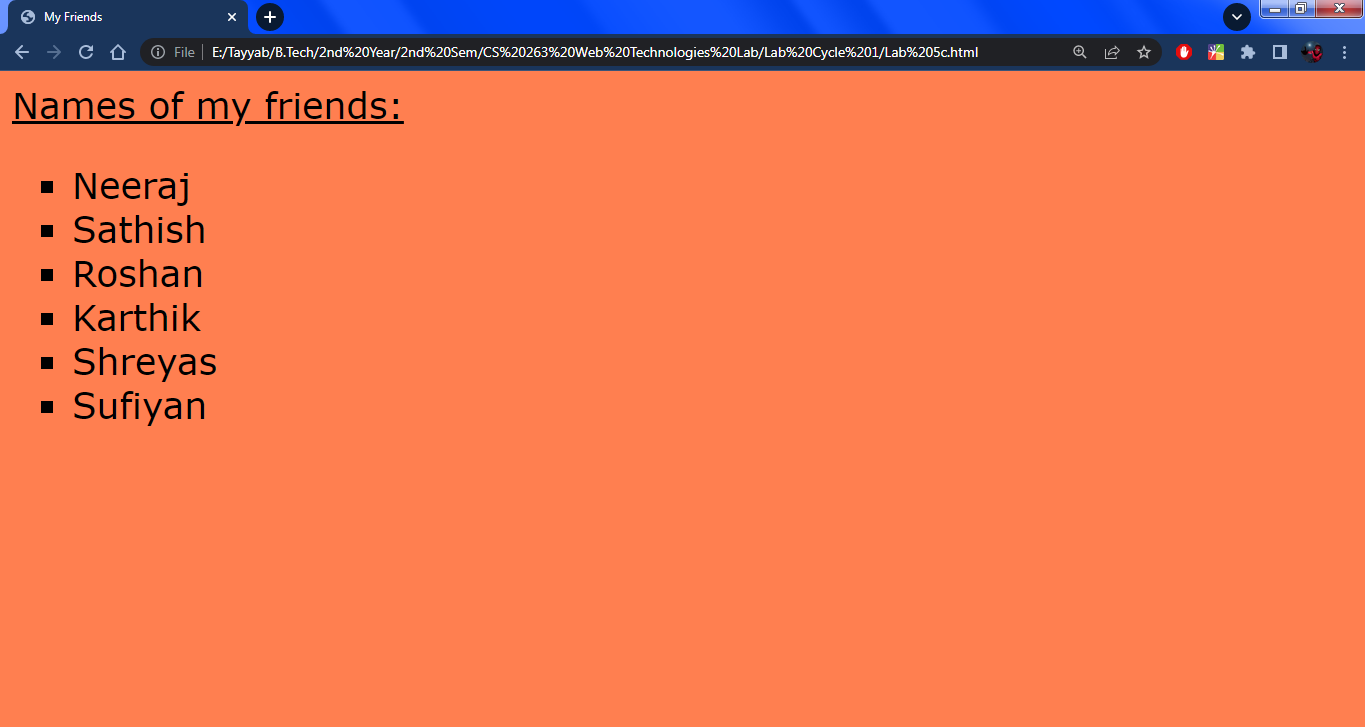 My Friends
File
E:/Tayyab/B.Tech/2nd%20Year/2nd%20Sem/CS%20263%20Web%20Technologies%20Lab/Lab%20Cycle%201/Lab%205c.html
Names of my friends:
Neeraj
Sathish
Roshan
Karthik
Shreyas
Sufiyan